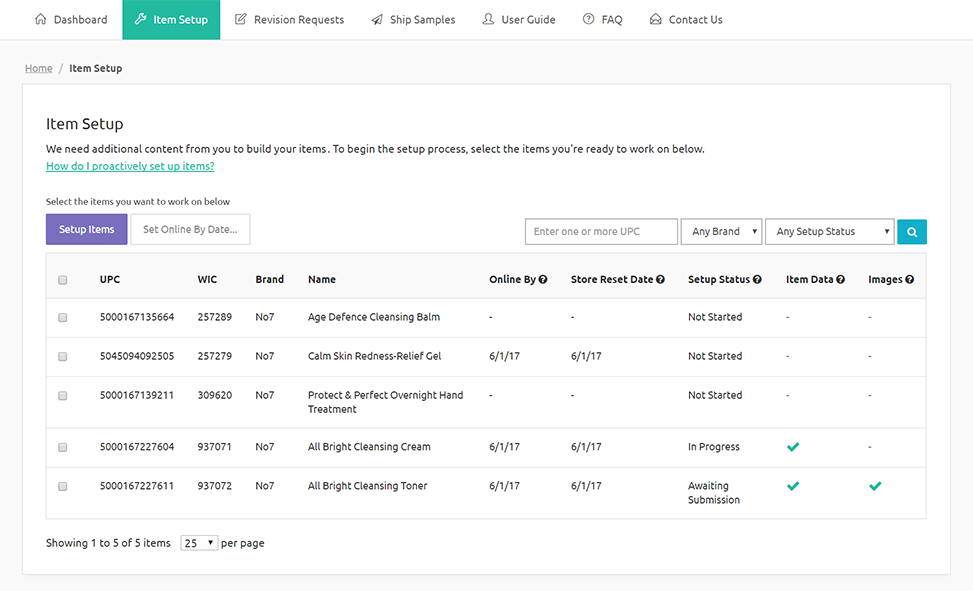 Dashboard Item Setup Revision Requests Ship Samples User Guide FAQ Contact Us
Home / Item Setup
Item Setup
We need additional content from you to build your items. To begin the setup process, select the items you're ready to work on below.
How do I proactively set up items?
Select the items you want to work on below
Setup Items Set Online By Date... Enter one or more UPC Any Brand Any Setup Status
UPC WIC Brand Name Online By Store Reset Date Setup Status Item Data Images
5000167135664 257289 No7 Age Defence Cleansing Balm - - Not Started - -
5045094092505 257279 No7 Calm Skin Redness-Relief Gel 6/1/17 6/1/17 Not Started - -
5000167139211 309620 No7 Protect & Perfect Overnight Hand - - Not Started - -
Treatment
5000167227604 937071 No7 All Bright Cleansing Cream 6/1/17 6/1/17 In Progress -
5000167227611 937072 No7 All Bright Cleansing Toner 6/1/17 6/1/17 Awaiting
Submission
Showing 1 to 5 of 5 items 25 per page